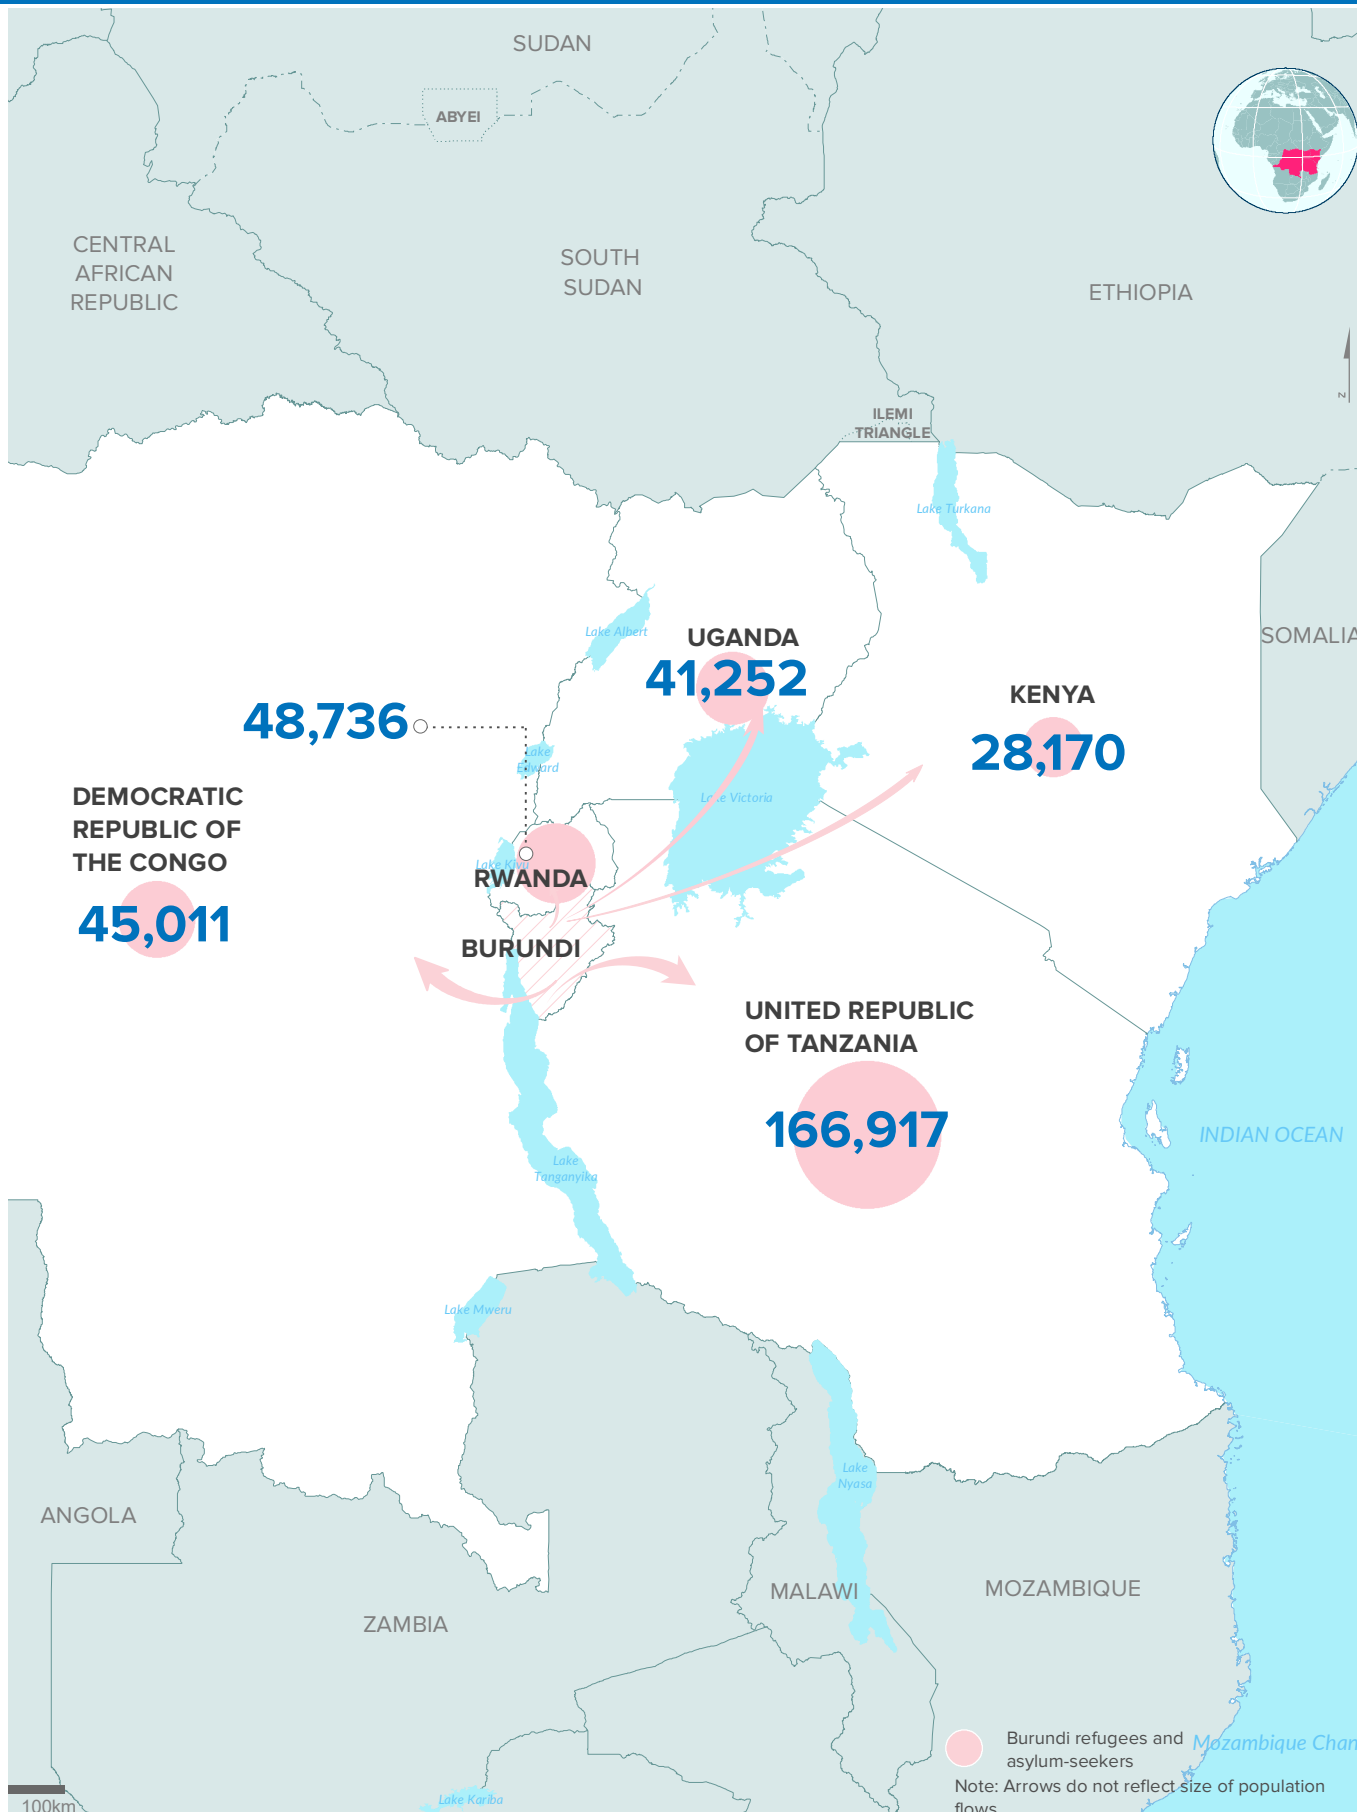 SUDAN
ABYEI
CENTRAL
AFRICAN
REPUBLIC
SOUTH
SUDAN
ETHIOPIA
N
ILEMI
TRIANGLE
Lake Turkana
Lake Albert
UGANDA
41,252
SOMALIA
KENYA
28,170
48,736
Lake
Edward
DEMOCRATIC
REPUBLIC OF
THE CONGO
45,011
Lake Victoria
Lake Kivu
RWANDA
BURUNDI
UNITED REPUBLIC
OF TANZANIA
166,917
INDIAN OCEAN
Lake
Tanganyika
Lake Mweru
Lake
Nyasa
ANGOLA
MALAWI
MOZAMBIQUE
ZAMBIA
Burundi refugees and
asylum-seekers
Mozambique Chan
Note: Arrows do not reflect size of population
flows
Lake Kariba
100km